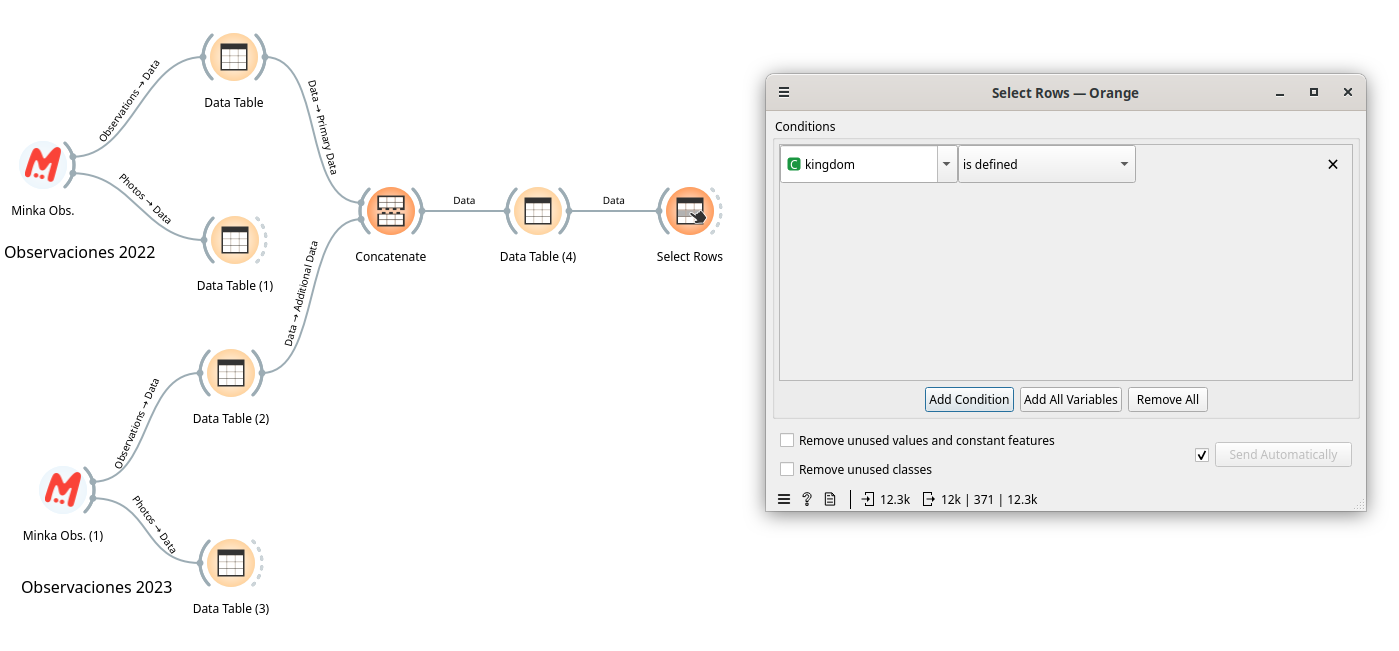 Observations → Data
Data Table
Data → Primary Data
Minka Obs.
Photos → Data
Observaciones 2022
Data Table (1)
Concatenate
Data
Data Table (4)
Data
Select Rows
Data → Additional Data
Observations → Data
Data Table (2)
Minka Obs. (1)
Photos → Data
Observaciones 2023
Data Table (3)
Select Rows — Orange
Conditions
C kingdom
is defined
Add Condition
Add All Variables
Remove All
Remove unused values and constant features
Remove unused classes
Send Automatically
? 12.3k 12k | 371 | 12.3k